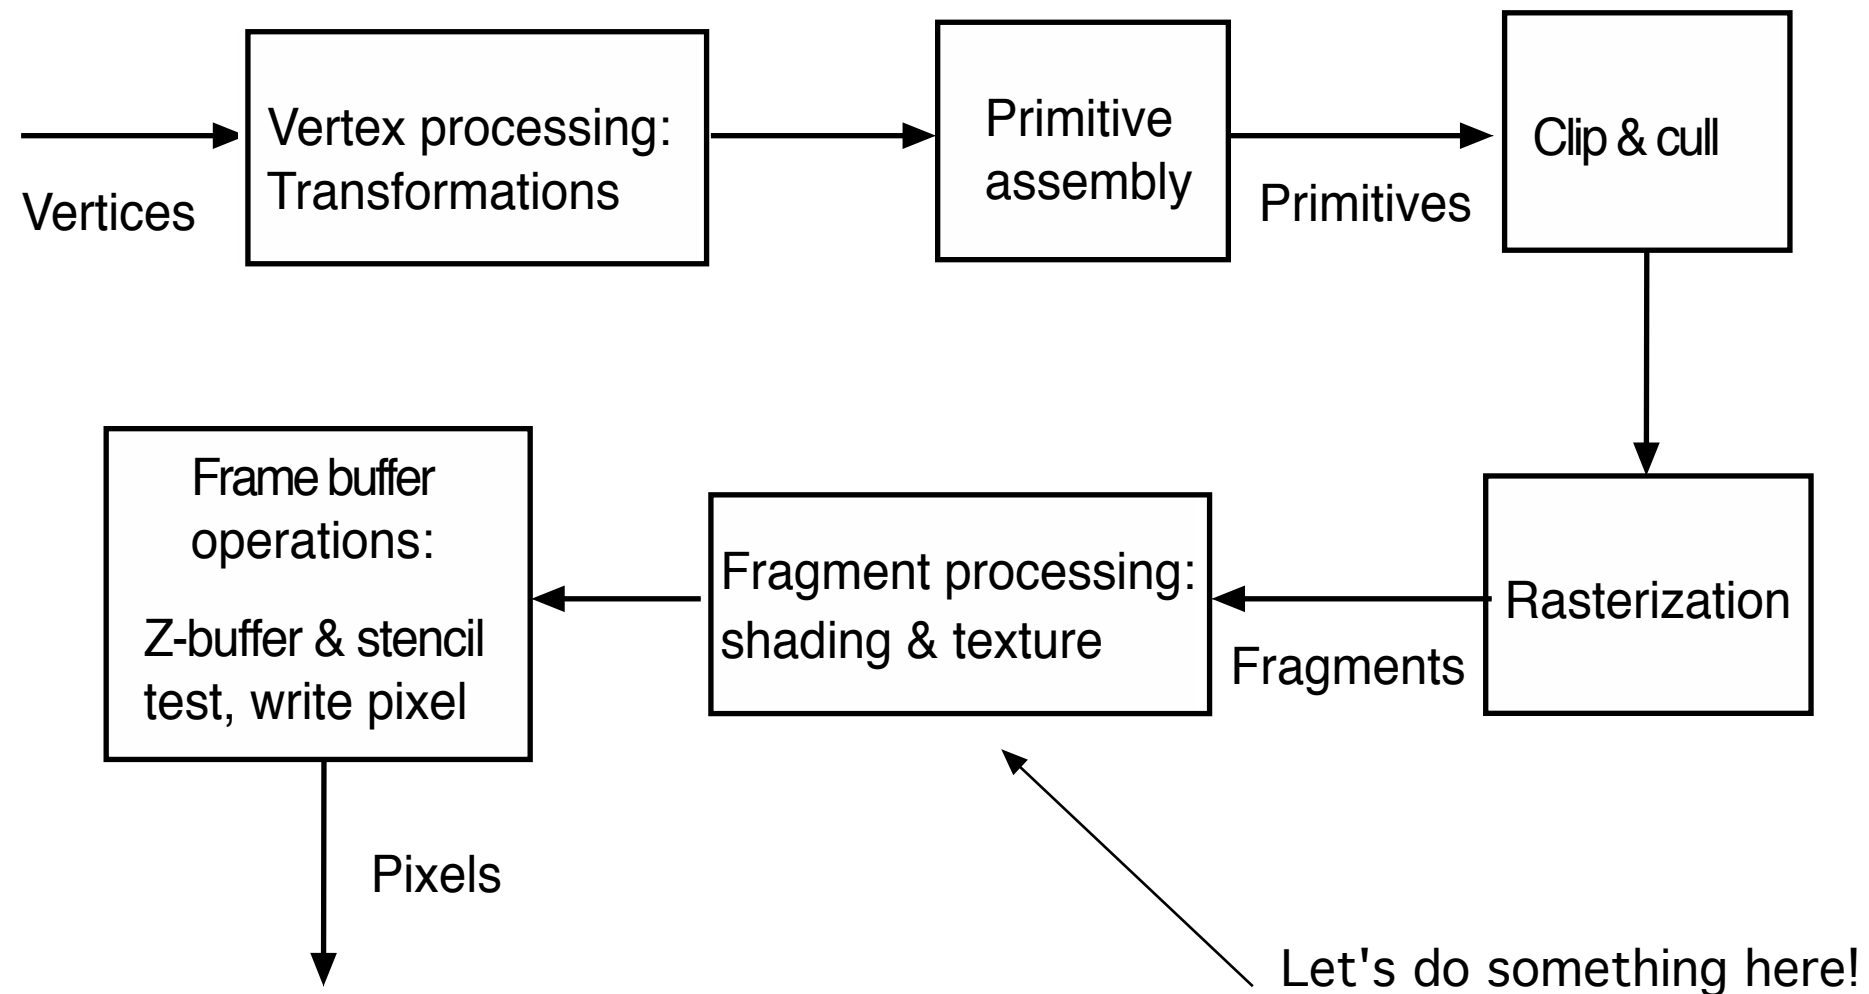 Vertices
Vertex processing:
Transformations
Primitive
assembly
Primitives
Clip & cull
Rasterization
Fragments
Fragment processing:
shading & texture
Frame buffer
operations:
Z-buffer & stencil
test, write pixel
Pixels
Let's do something here!